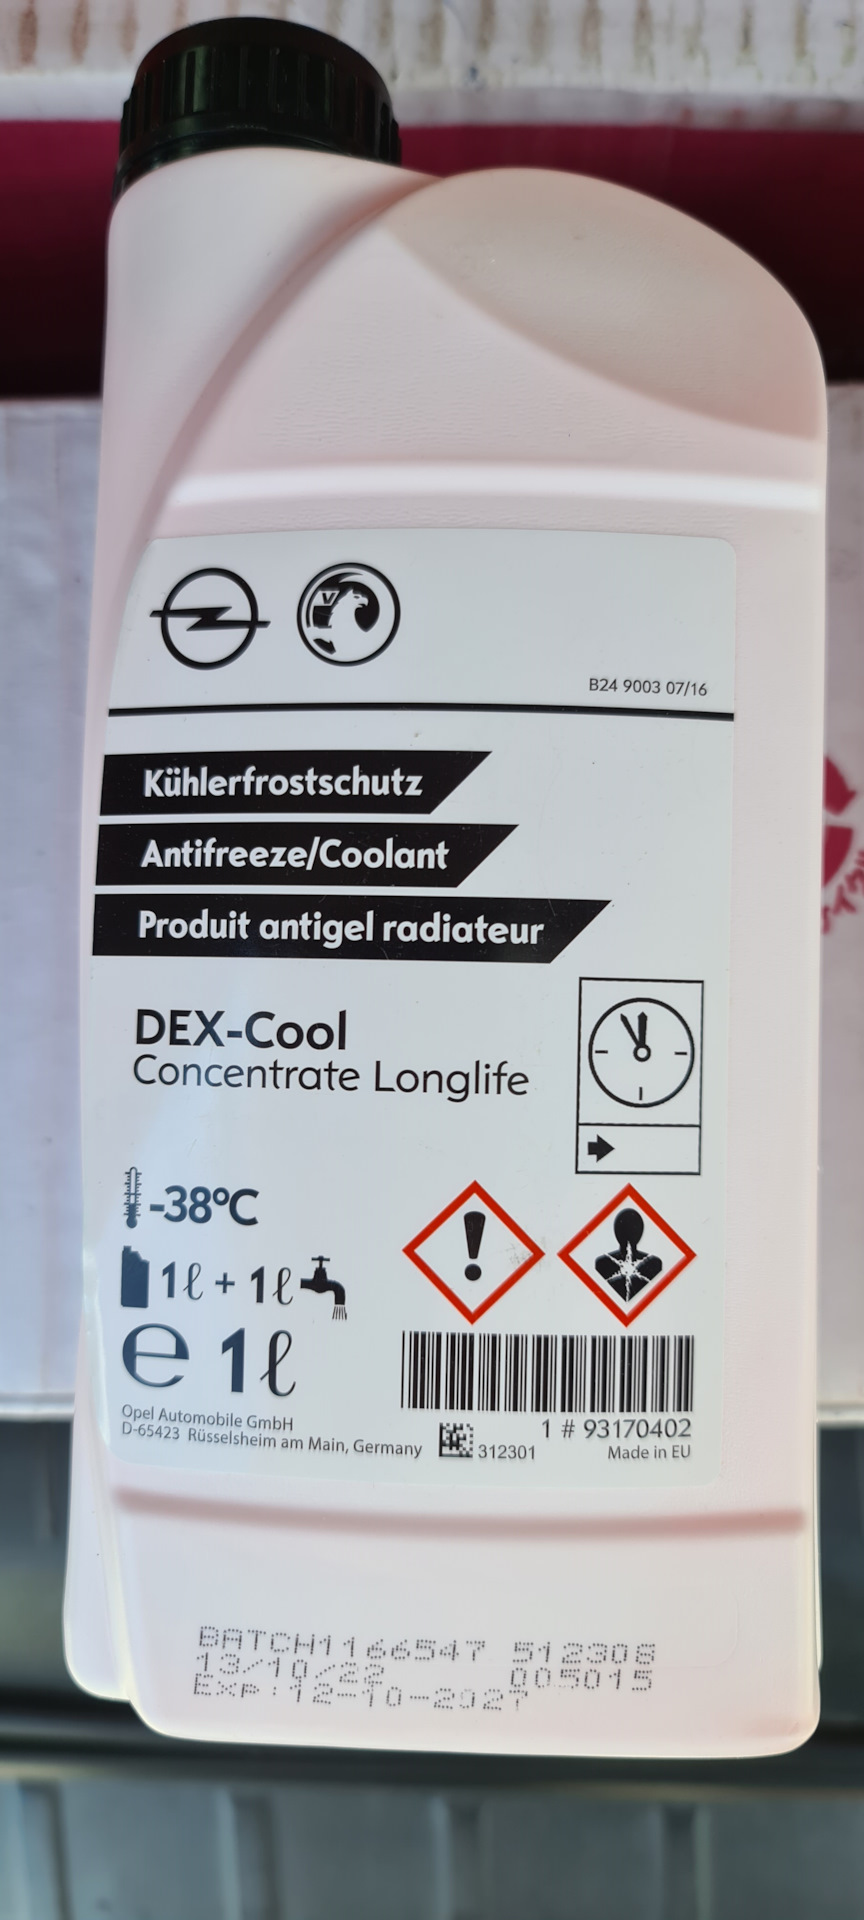 B24 9003 07/16
Kühlerfrostschutz
Antifreeze/Coolant
Produit antigel radiateur
DEX-Cool
Concentrate Longlife
-38°C
1ℓ + 1ℓ
e 1ℓ
Opel Automobile GmbH
D-65423 Rüsselsheim am Main, Germany
312301
1 # 93170402
Made in EU
BATCH1166547 512308
13/10/22 005015
EXP:12-10-2027